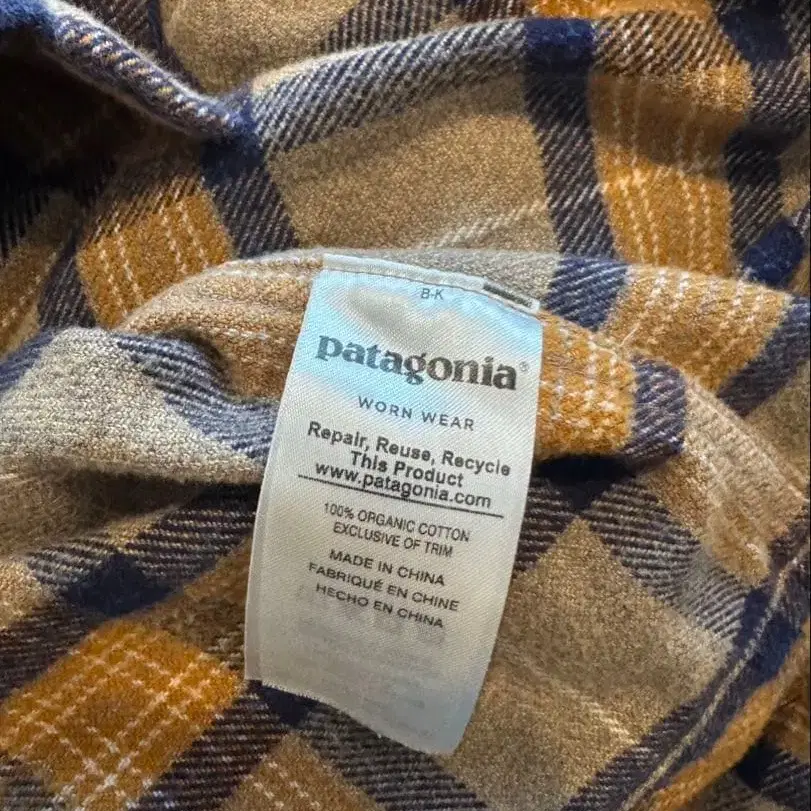 B-K
patagonia®
WORN WEAR
Repair, Reuse, Recycle
This Product
www.patagonia.com
100% ORGANIC COTTON
EXCLUSIVE OF TRIM
MADE IN CHINA
FABRIQUÉ EN CHINE
HECHO EN CHINA